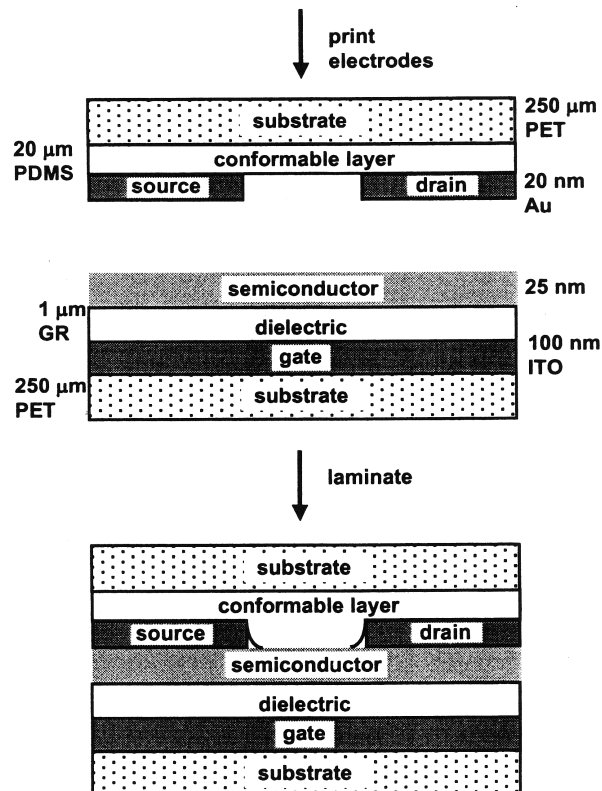 print
electrodes
250 μm
PET
substrate
20 μm
PDMS
conformable layer
source
drain
20 nm
Au
semiconductor
25 nm
1 μm
GR
dielectric
100 nm
ITO
gate
250 μm
PET
substrate
laminate
substrate
conformable layer
source
drain
semiconductor
dielectric
gate
substrate